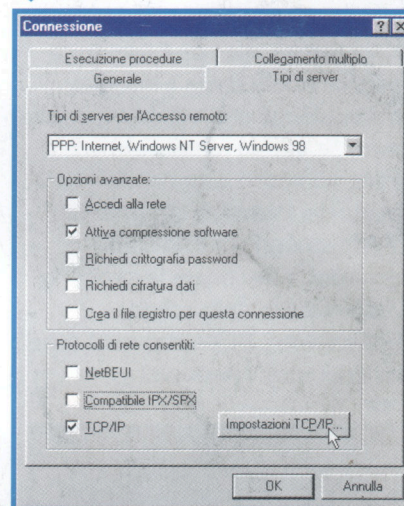 Connessione
Esecuzione procedure Collegamento multiplo
Generale Tipi di server
Tipi di server per l'Accesso remoto:
PPP: Internet, Windows NT Server, Windows 98
Opzioni avanzate:
Accedi alla rete
Attiva compressione software
Richiedi crittografia password
Richiedi cifratura dati
Crea il file registro per questa connessione
Protocolli di rete consentiti:
NetBEUI
Compatibile IPX/SPX
TCP/IP Impostazioni TCP/IP...
OK Annulla